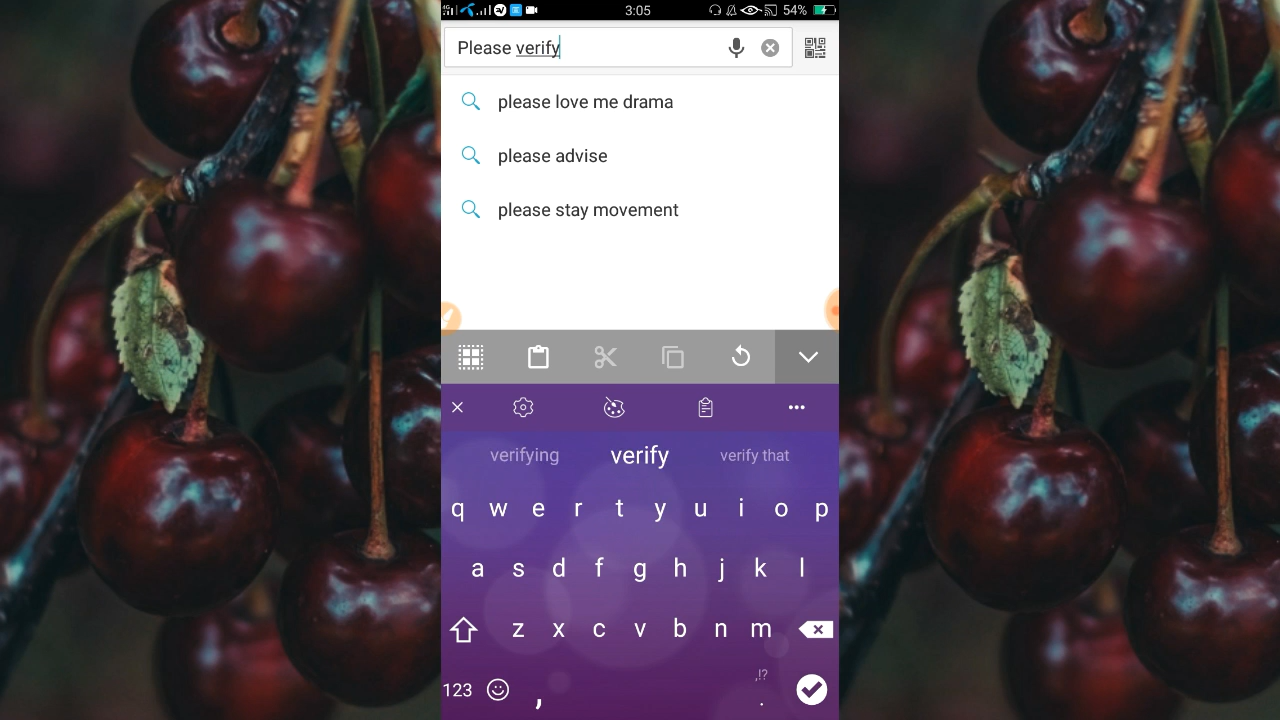 4G 3:05 54%
Please verify
please love me drama
please advise
please stay movement
verifying verify verify that
q w e r t y u i o p
a s d f g h j k l
z x c v b n m
,!?
123 , .